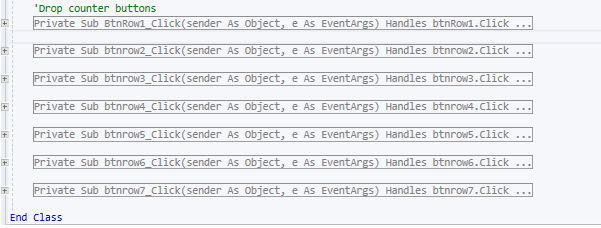 'Drop counter buttons
Private Sub BtnRow1_Click(sender As Object, e As EventArgs) Handles btnRow1.Click ...
Private Sub btnrow2_Click(sender As Object, e As EventArgs) Handles btnrow2.Click ...
Private Sub btnrow3_Click(sender As Object, e As EventArgs) Handles btnrow3.Click ...
Private Sub btnrow4_Click(sender As Object, e As EventArgs) Handles btnrow4.Click ...
Private Sub btnrow5_Click(sender As Object, e As EventArgs) Handles btnrow5.Click ...
Private Sub btnrow6_Click(sender As Object, e As EventArgs) Handles btnrow6.Click ...
Private Sub btnrow7_Click(sender As Object, e As EventArgs) Handles btnrow7.Click ...
End Class